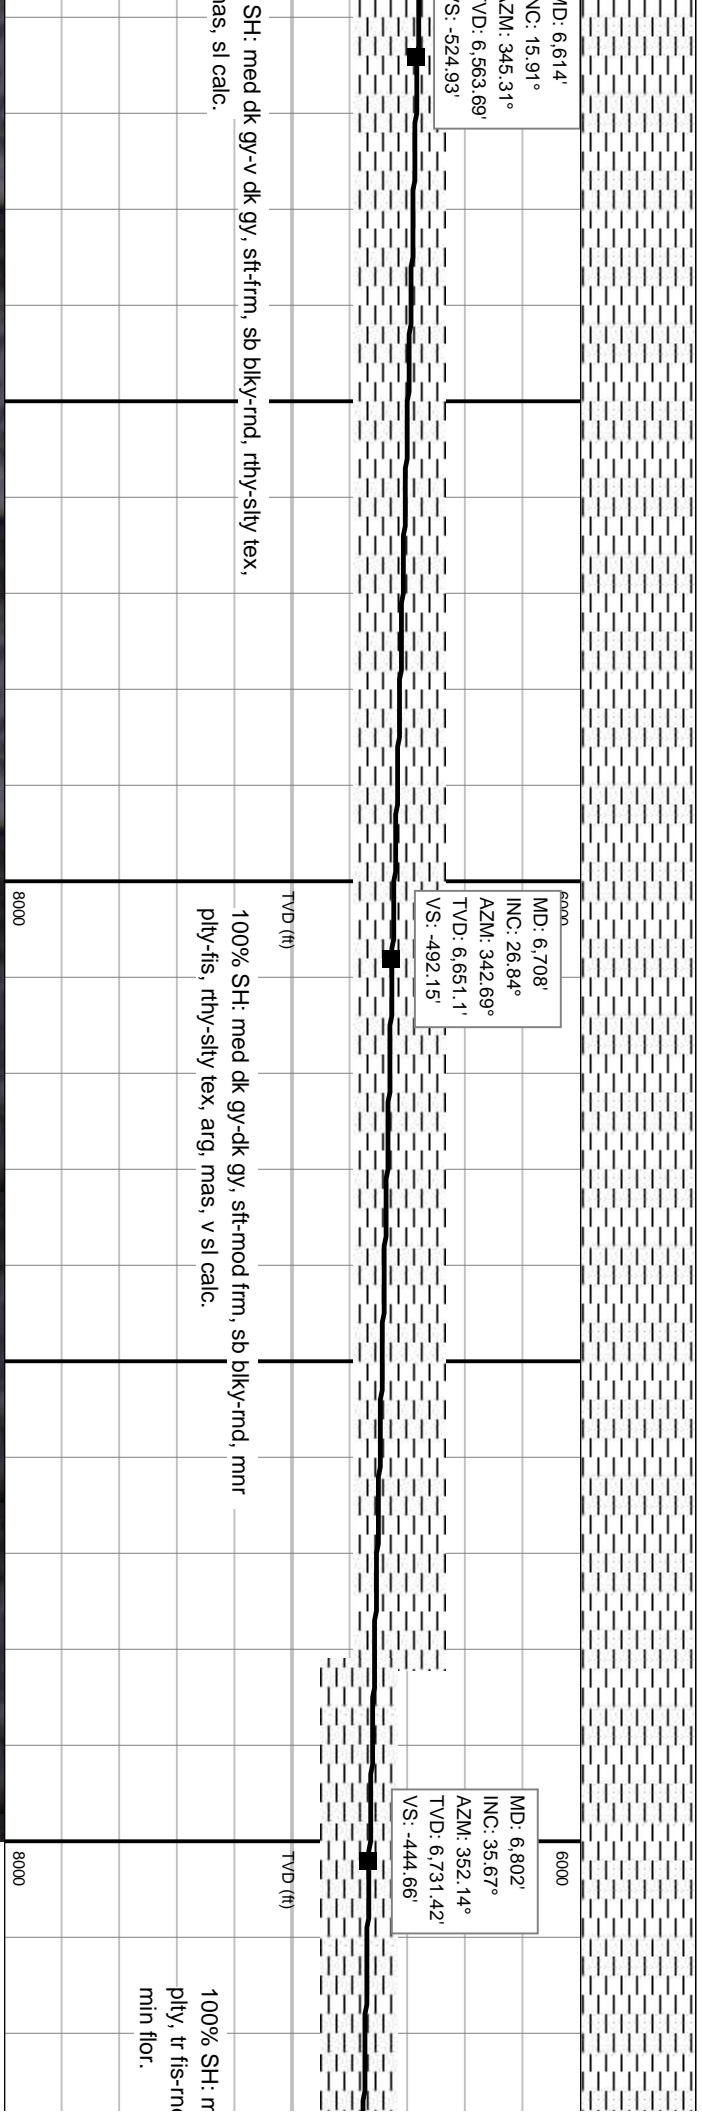 MD: 6,614'
INC: 15.91°
AZM: 345.31°
TVD: 6,563.69'
VS: -524.93'
SH: med dk gy-v dk gy, sft-frm, sb blky-rnd, rthy-slty tex,
mas, sl calc.
6000
MD: 6,708'
INC: 26.84°
AZM: 342.69°
TVD: 6,651.1'
VS: -492.15'
TVD (ft)
8000
100% SH: med dk gy-dk gy, sft-mod frm, sb blky-rnd, mnr
plty-fis, rthy-slty tex, arg, mas, v sl calc.
6000
MD: 6,802'
INC: 35.67°
AZM: 352.14°
TVD: 6,731.42'
VS: -444.66'
TVD (ft)
8000
100% SH: m
plty, tr fis-rnd
min flor.